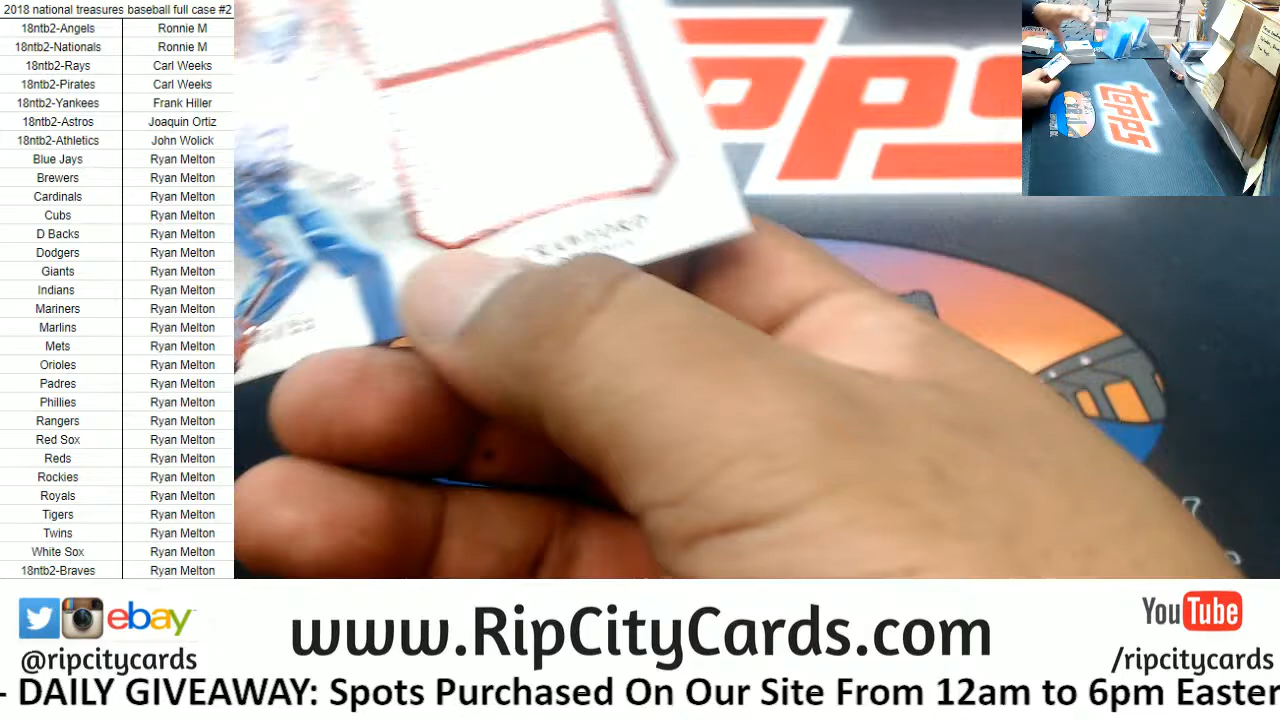 2018 national treasures baseball full case #2
18ntb2-Angels Ronnie M
18ntb2-Nationals Ronnie M
18ntb2-Rays Carl Weeks
18ntb2-Pirates Carl Weeks
18ntb2-Yankees Frank Hiller
18ntb2-Astros Joaquin Ortiz
18ntb2-Athletics John Wolick
Blue Jays Ryan Melton
Brewers Ryan Melton
Cardinals Ryan Melton
Cubs Ryan Melton
D Backs Ryan Melton
Dodgers Ryan Melton
Giants Ryan Melton
Indians Ryan Melton
Mariners Ryan Melton
Marlins Ryan Melton
Mets Ryan Melton
Orioles Ryan Melton
Padres Ryan Melton
Phillies Ryan Melton
Rangers Ryan Melton
Red Sox Ryan Melton
Reds Ryan Melton
Rockies Ryan Melton
Royals Ryan Melton
Tigers Ryan Melton
Twins Ryan Melton
White Sox Ryan Melton
18ntb2-Braves Ryan Melton
PS
topps
ebay
@ripcitycards
www.RipCityCards.com
YouTube
/ripcitycards
- DAILY GIVEAWAY: Spots Purchased On Our Site From 12am to 6pm Easter